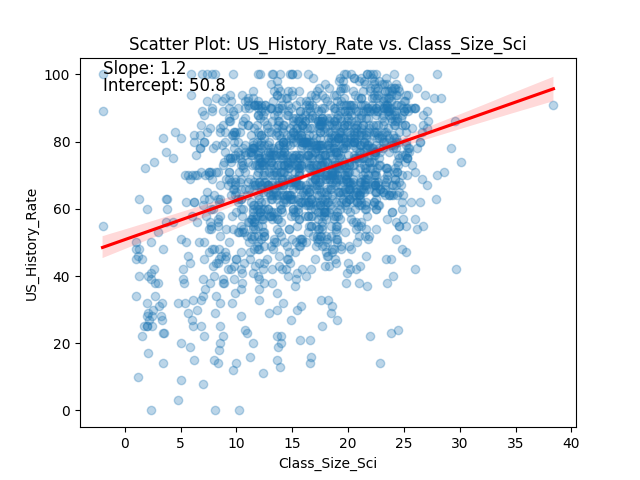 Scatter Plot: US_History_Rate vs. Class_Size_Sci
Slope: 1.2
Intercept: 50.8
100
80
60
40
20
0
US_History_Rate
0 5 10 15 20 25 30 35 40
Class_Size_Sci